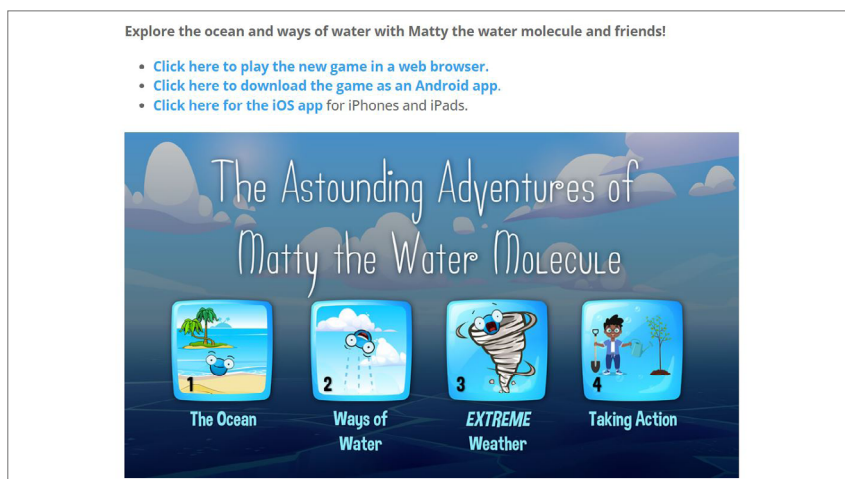 Explore the ocean and ways of water with Matty the water molecule and friends!
• Click here to play the new game in a web browser.
• Click here to download the game as an Android app.
• Click here for the iOS app for iPhones and iPads.
The Astounding Adventures of
Matty the Water Molecule
1
2
3
4
The Ocean
Ways of
Water
EXTREME
Weather
Taking Action